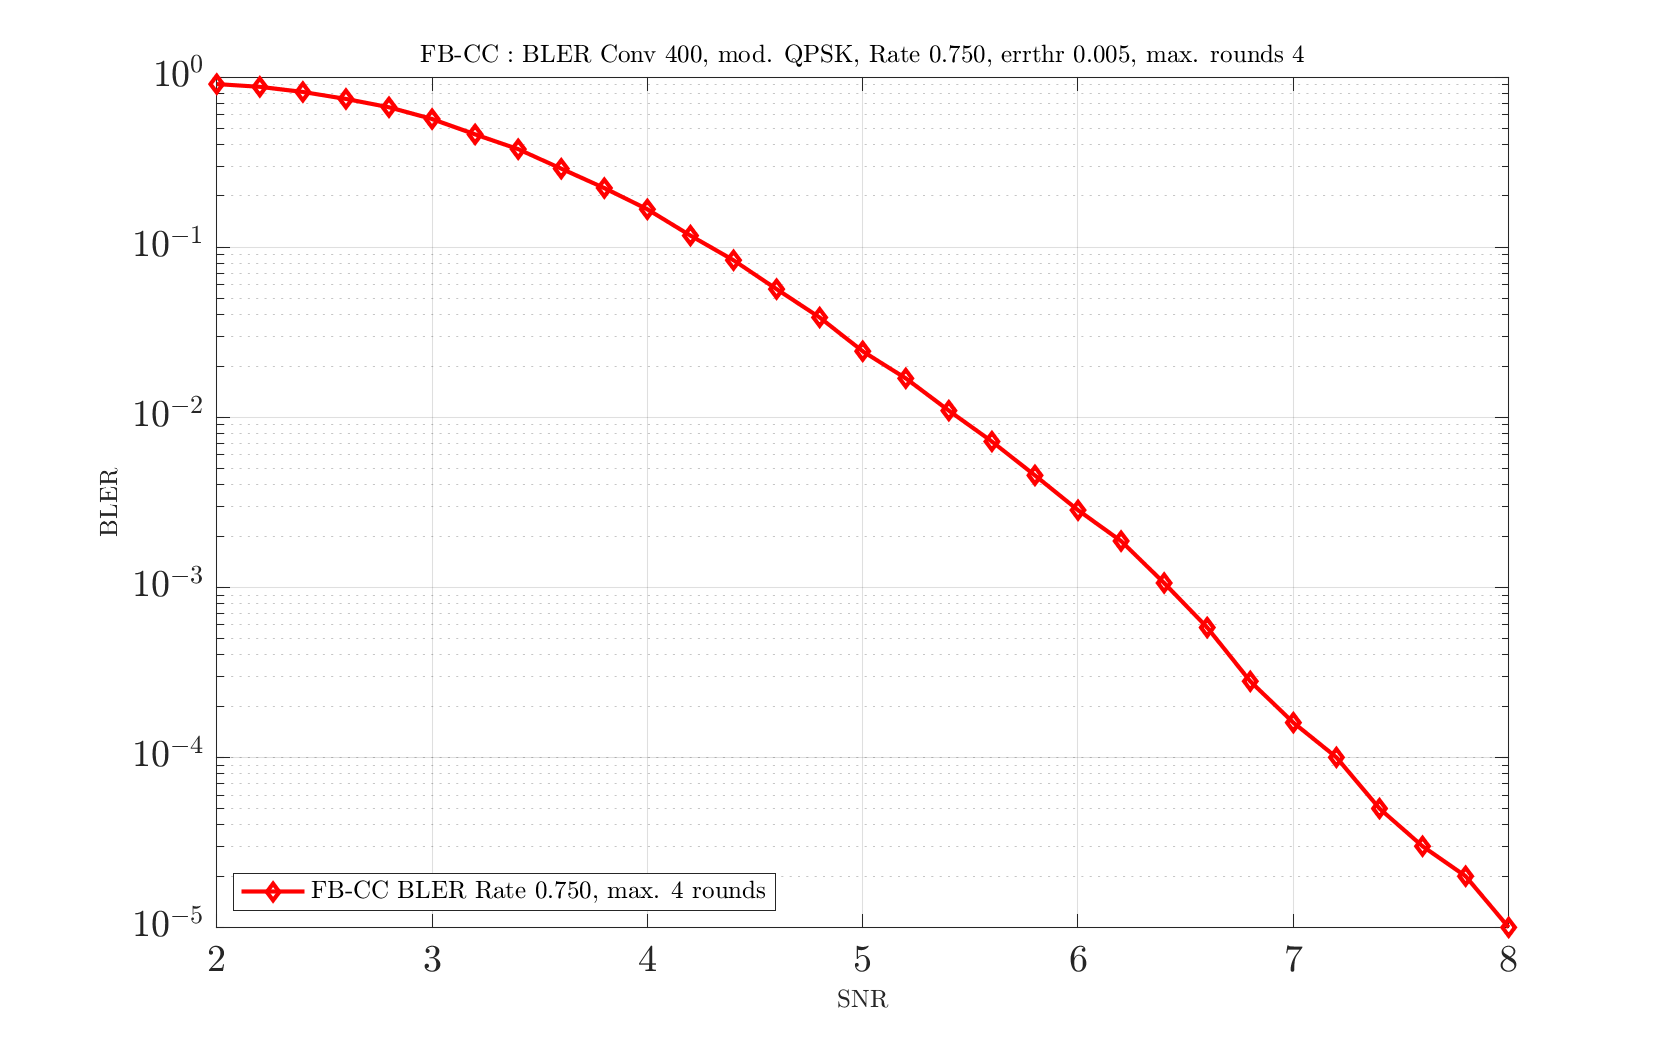 FB-CC : BLER Conv 400, mod. QPSK, Rate 0.750, errthr 0.005, max. rounds 4
10^0
10^-1
10^-2
10^-3
10^-4
10^-5
BLER
FB-CC BLER Rate 0.750, max. 4 rounds
2 3 4 5 6 7 8
SNR